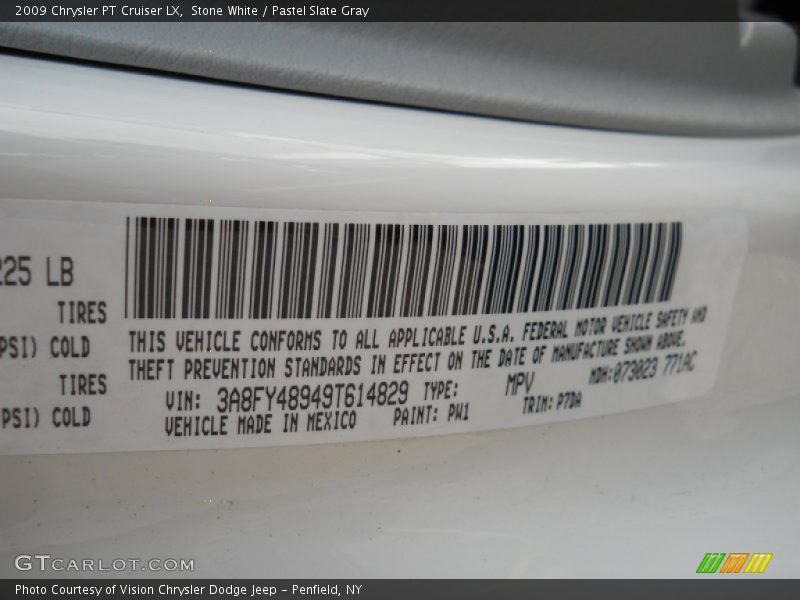 2009 Chrysler PT Cruiser LX, Stone White / Pastel Slate Gray
225 LB
TIRES
PSI) COLD
TIRES
PSI) COLD
THIS VEHICLE CONFORMS TO ALL APPLICABLE U.S.A. FEDERAL MOTOR VEHICLE SAFETY AND
THEFT PREVENTION STANDARDS IN EFFECT ON THE DATE OF MANUFACTURE SHOWN ABOVE.
VIN: 3A8FY48949T614829 TYPE: MPV MDH:073023 771AC
VEHICLE MADE IN MEXICO PAINT: PW1 TRIM: P7DA
GTCARLOT.COM
Photo Courtesy of Vision Chrysler Dodge Jeep – Penfield, NY